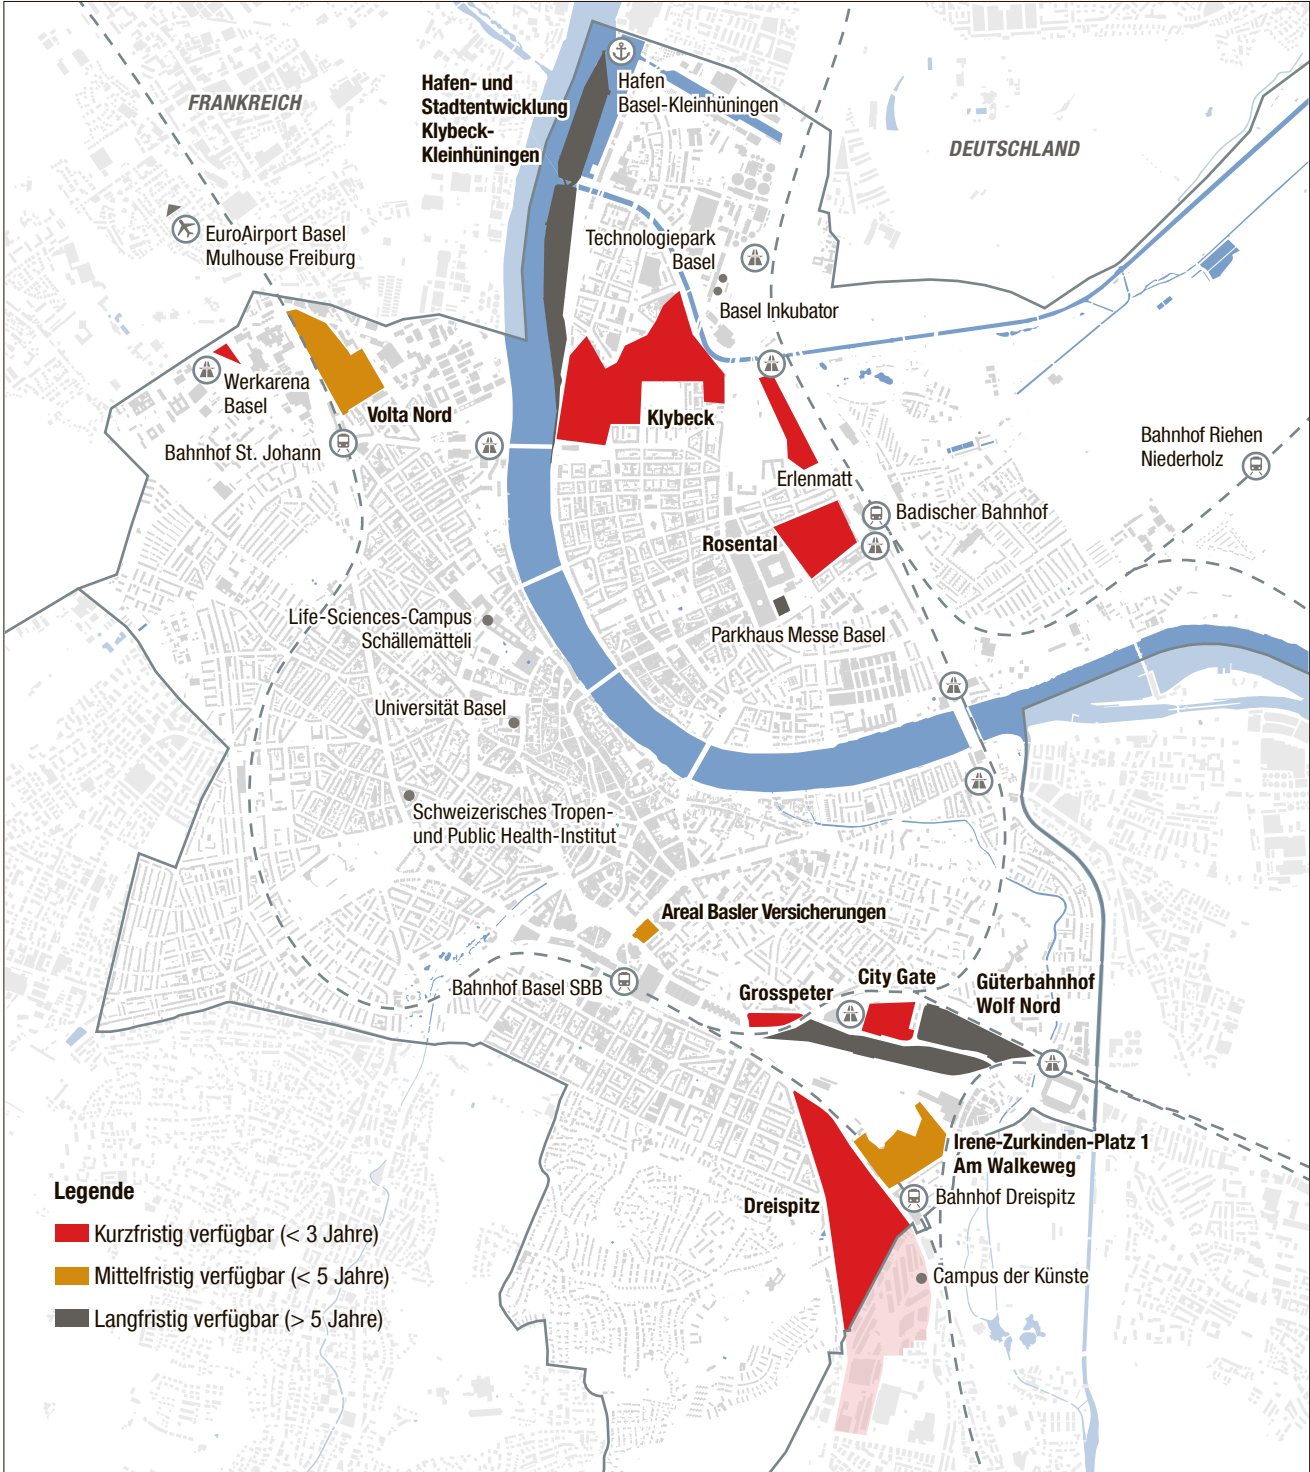 Hafen- und
Stadtentwicklung
Klybeck-
Kleinhüningen
Hafen
Basel-Kleinhüningen
FRANKREICH
DEUTSCHLAND
EuroAirport Basel
Mulhouse Freiburg
Technologiepark
Basel
Basel Inkubator
Werkarena
Basel
Volta Nord
Klybeck
Bahnhof St. Johann
Bahnhof Riehen
Niederholz
Erlenmatt
Badischer Bahnhof
Rosental
Life-Sciences-Campus
Schällemätteli
Parkhaus Messe Basel
Universität Basel
Schweizerisches Tropen-
und Public Health-Institut
Areal Basler Versicherungen
Bahnhof Basel SBB
Grosspeter
City Gate
Güterbahnhof
Wolf Nord
Irene-Zurkinden-Platz 1
Am Walkeweg
Bahnhof Dreispitz
Dreispitz
Campus der Künste
Legende
Kurzfristig verfügbar (< 3 Jahre)
Mittelfristig verfügbar (< 5 Jahre)
Langfristig verfügbar (> 5 Jahre)